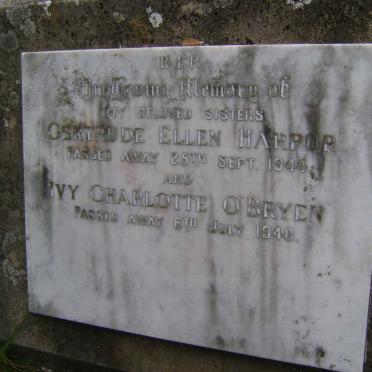 R.I.P.
In Loving Memory of
MY BELOVED SISTERS
GERTRUDE ELLEN HARPUR
PASSED AWAY 25TH SEPT. 1944.
AND
IVY CHARLOTTE O'BRYEN
PASSED AWAY 6TH JULY 1946.